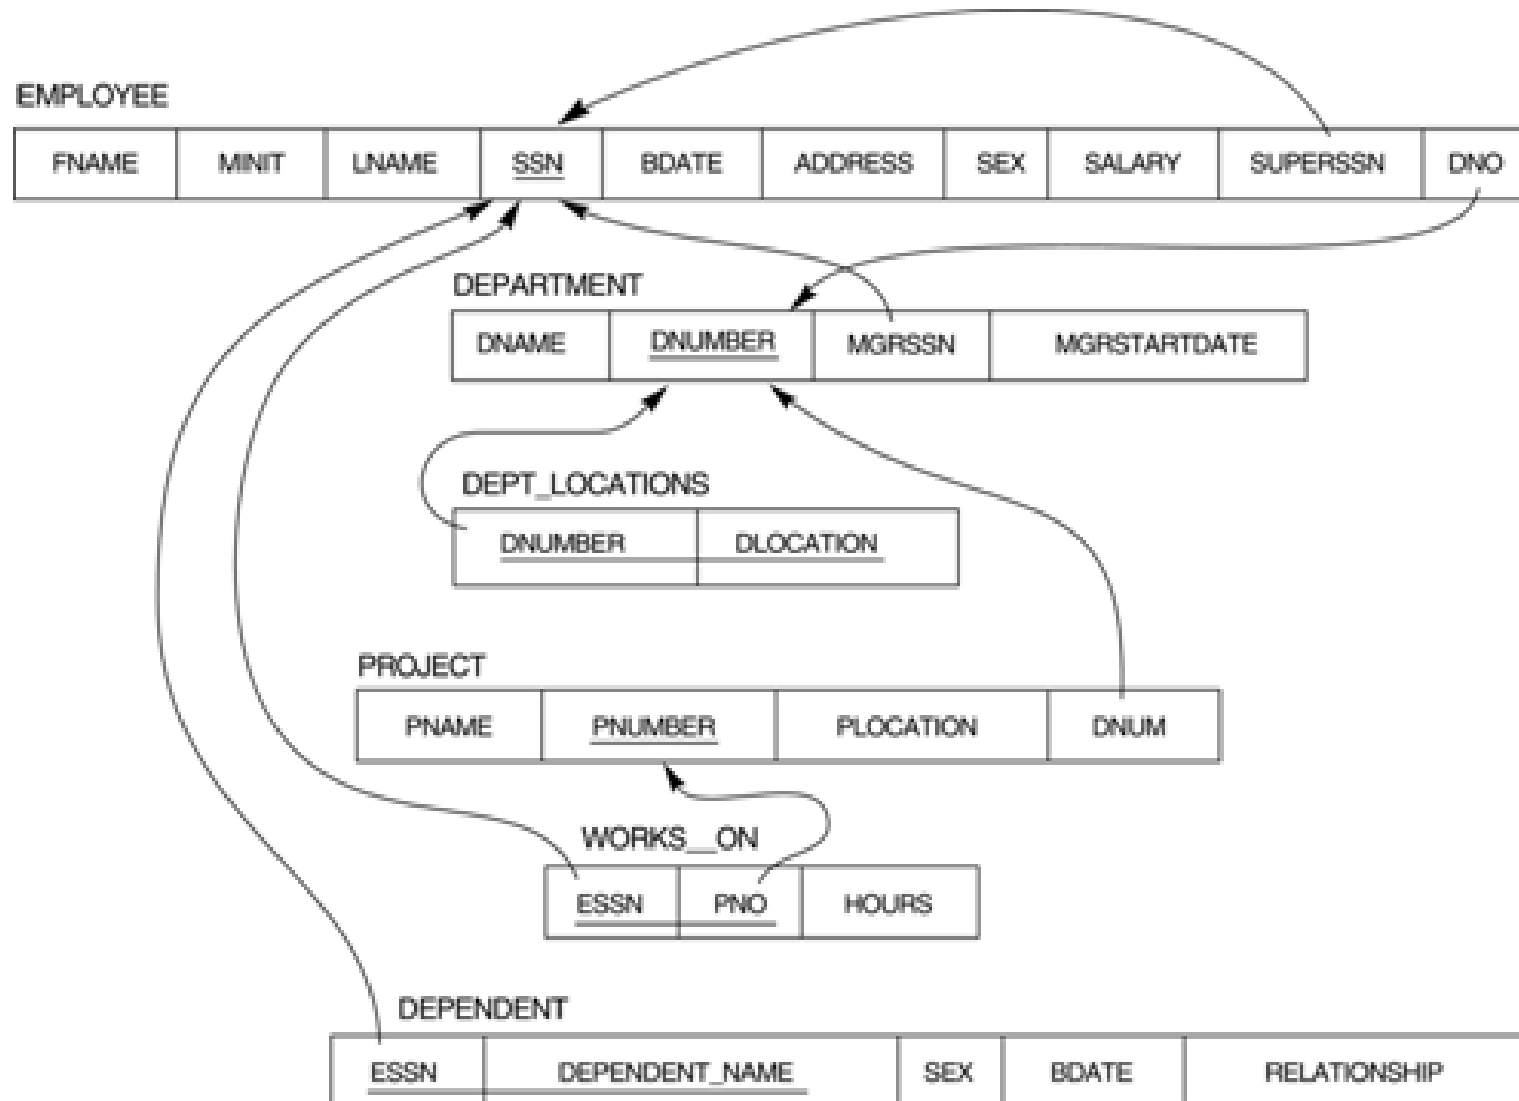 EMPLOYEE
FNAME MINIT LNAME SSN BDATE ADDRESS SEX SALARY SUPERSSN DNO
DEPARTMENT
DNAME DNUMBER MGRSSN MGRSTARTDATE
DEPT_LOCATIONS
DNUMBER DLOCATION
PROJECT
PNAME PNUMBER PLOCATION DNUM
WORKS__ON
ESSN PNO HOURS
DEPENDENT
ESSN DEPENDENT_NAME SEX BDATE RELATIONSHIP